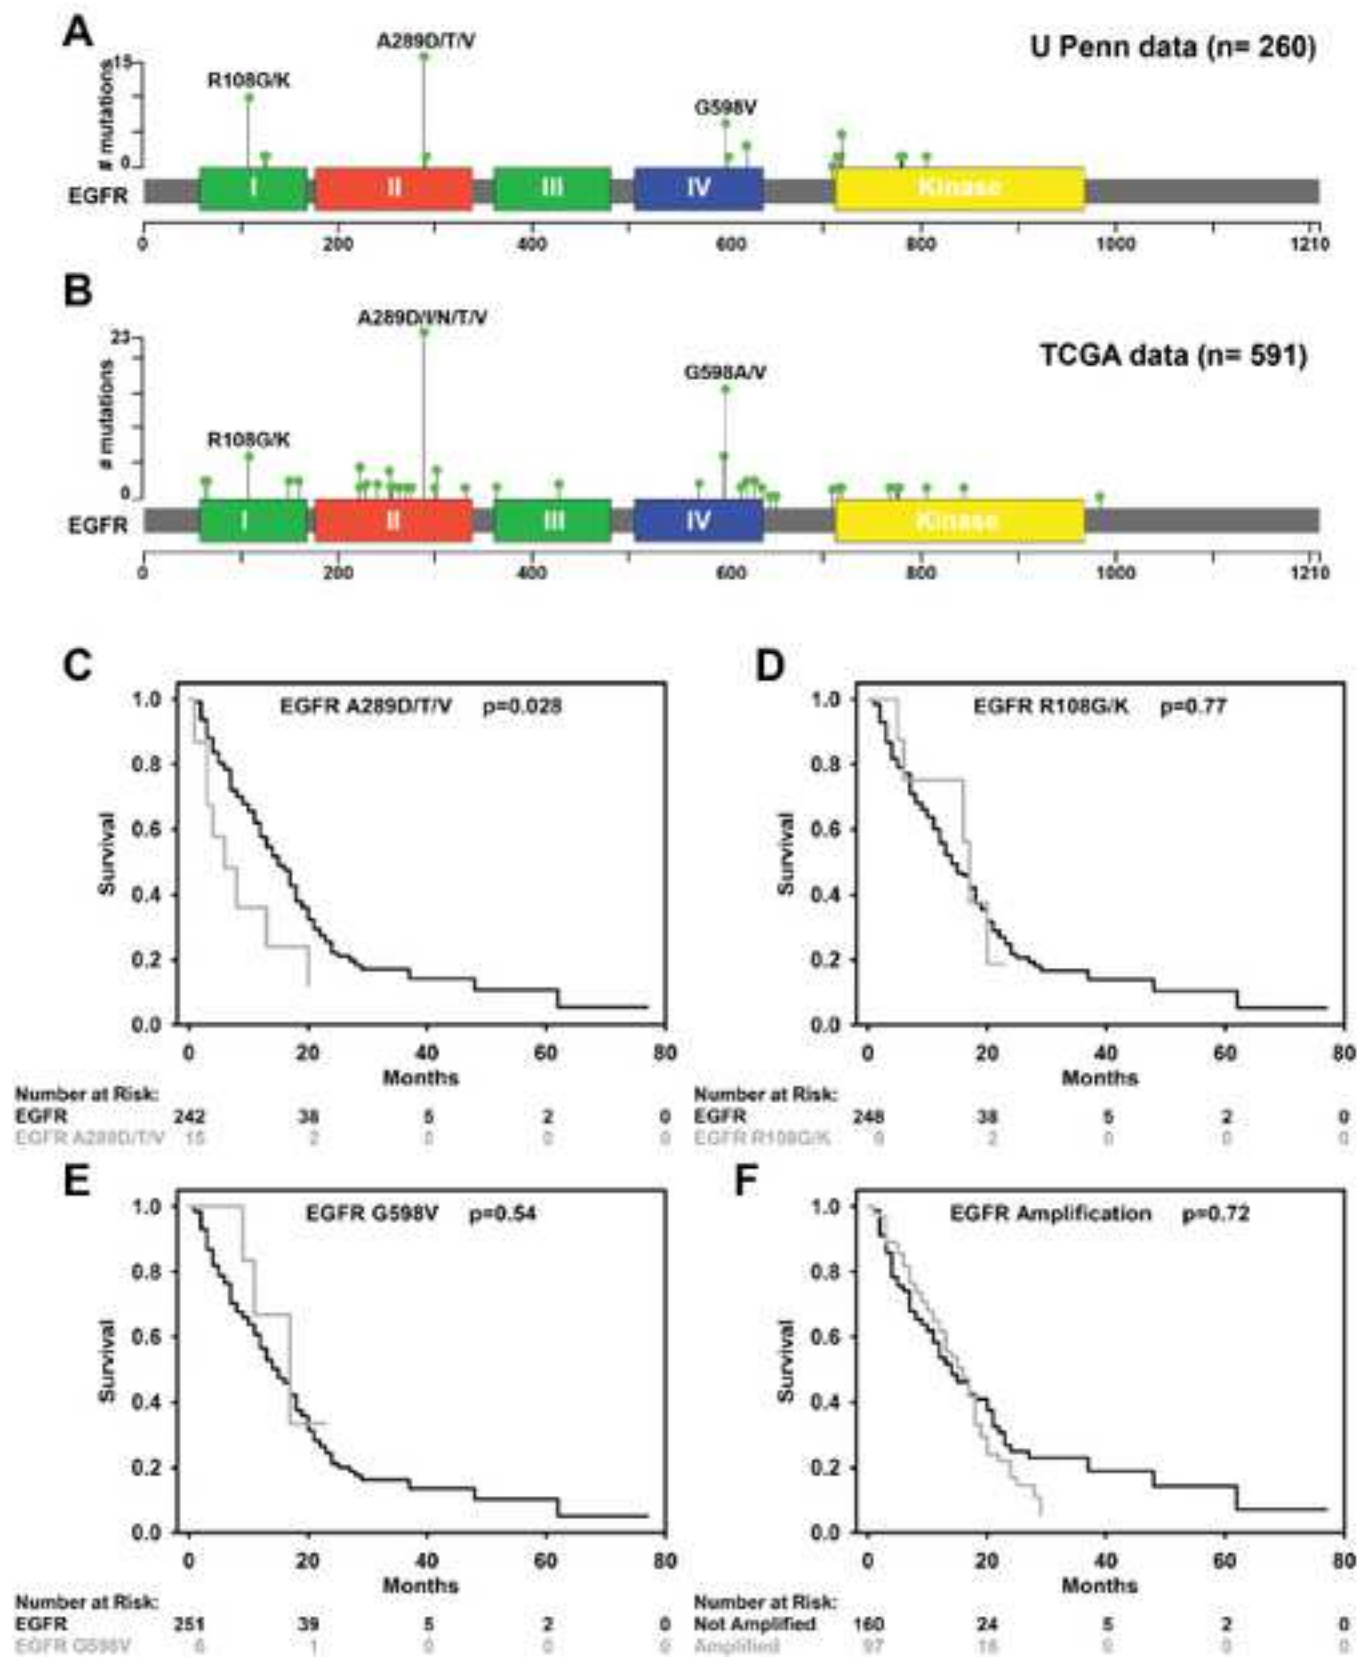 A
A289D/T/V
U Penn data (n= 260)
15
R108G/K
G598V
# mutations
0
I II III IV Kinase
EGFR
0 200 400 600 800 1000 1210
B
A289D/I/N/T/V
23
TCGA data (n= 591)
G598A/V
# mutations
R108G/K
0
I II III IV Kinase
EGFR
0 200 400 600 800 1000 1210
C
EGFR A289D/T/V p=0.028
1.0
0.8
0.6
0.4
0.2
0.0
Survival
0 20 40 60 80
Months
Number at Risk:
EGFR 242 38 5 2 0
EGFR A289D/T/V 15 2 0 0 0
D
EGFR R108G/K p=0.77
1.0
0.8
0.6
0.4
0.2
0.0
Survival
0 20 40 60 80
Months
Number at Risk:
EGFR 248 38 5 2 0
EGFR R108G/K 9 2 0 0 0
E
EGFR G598V p=0.54
1.0
0.8
0.6
0.4
0.2
0.0
Survival
0 20 40 60 80
Months
Number at Risk:
EGFR 251 39 5 2 0
EGFR G598V 6 1 0 0 0
F
EGFR Amplification p=0.72
1.0
0.8
0.6
0.4
0.2
0.0
Survival
0 20 40 60 80
Months
Number at Risk:
Not Amplified 160 24 5 2 0
Amplified 97 16 0 0 0